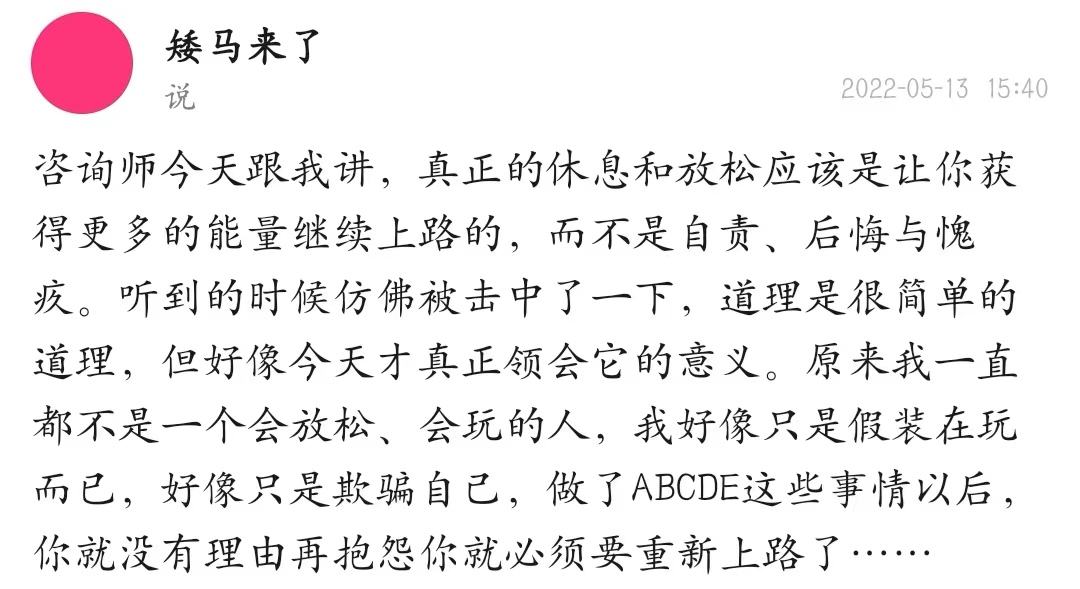 矮马来了
说
2022-05-13 15:40
咨询师今天跟我讲，真正的休息和放松应该是让你获
得更多的能量继续上路的，而不是自责、后悔与愧
疚。听到的时候仿佛被击中了一下，道理是很简单的
道理，但好像今天才真正领会它的意义。原来我一直
都不是一个会放松、会玩的人，我好像只是假装在玩
而已，好像只是欺骗自己，做了ABCDE这些事情以后，
你就没有理由再抱怨你就必须要重新上路了……